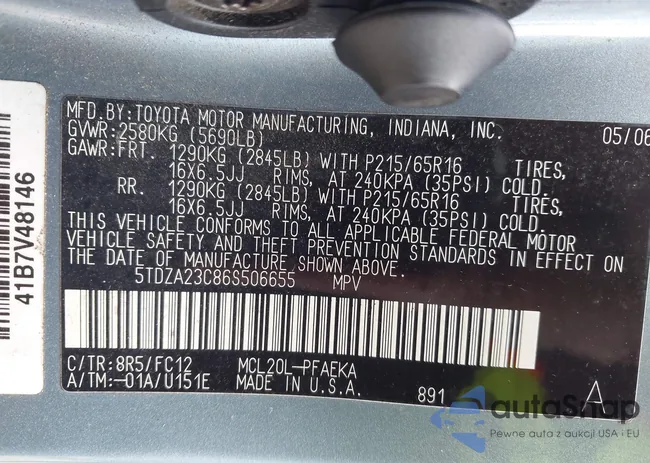 MFD.BY:TOYOTA MOTOR MANUFACTURING, INDIANA, INC. 05/06
GVWR:2580KG (5690LB)
GAWR:FRT. 1290KG (2845LB) WITH P215/65R16 TIRES,
16X6.5JJ RIMS, AT 240KPA (35PSI) COLD.
RR. 1290KG (2845LB) WITH P215/65R16 TIRES,
16X6.5JJ RIMS, AT 240KPA (35PSI) COLD.
THIS VEHICLE CONFORMS TO ALL APPLICABLE FEDERAL MOTOR
VEHICLE SAFETY AND THEFT PREVENTION STANDARDS IN EFFECT ON
THE DATE OF MANUFACTURE SHOWN ABOVE.
5TDZA23C86S506655 MPV
C/TR:8R5/FC12 MCL20L-PFAEKA
A/TM:-01A/U151E MADE IN U.S.A. 891 A
41B7V48146
autoSnap
Pewne auta z aukcji USA - EU